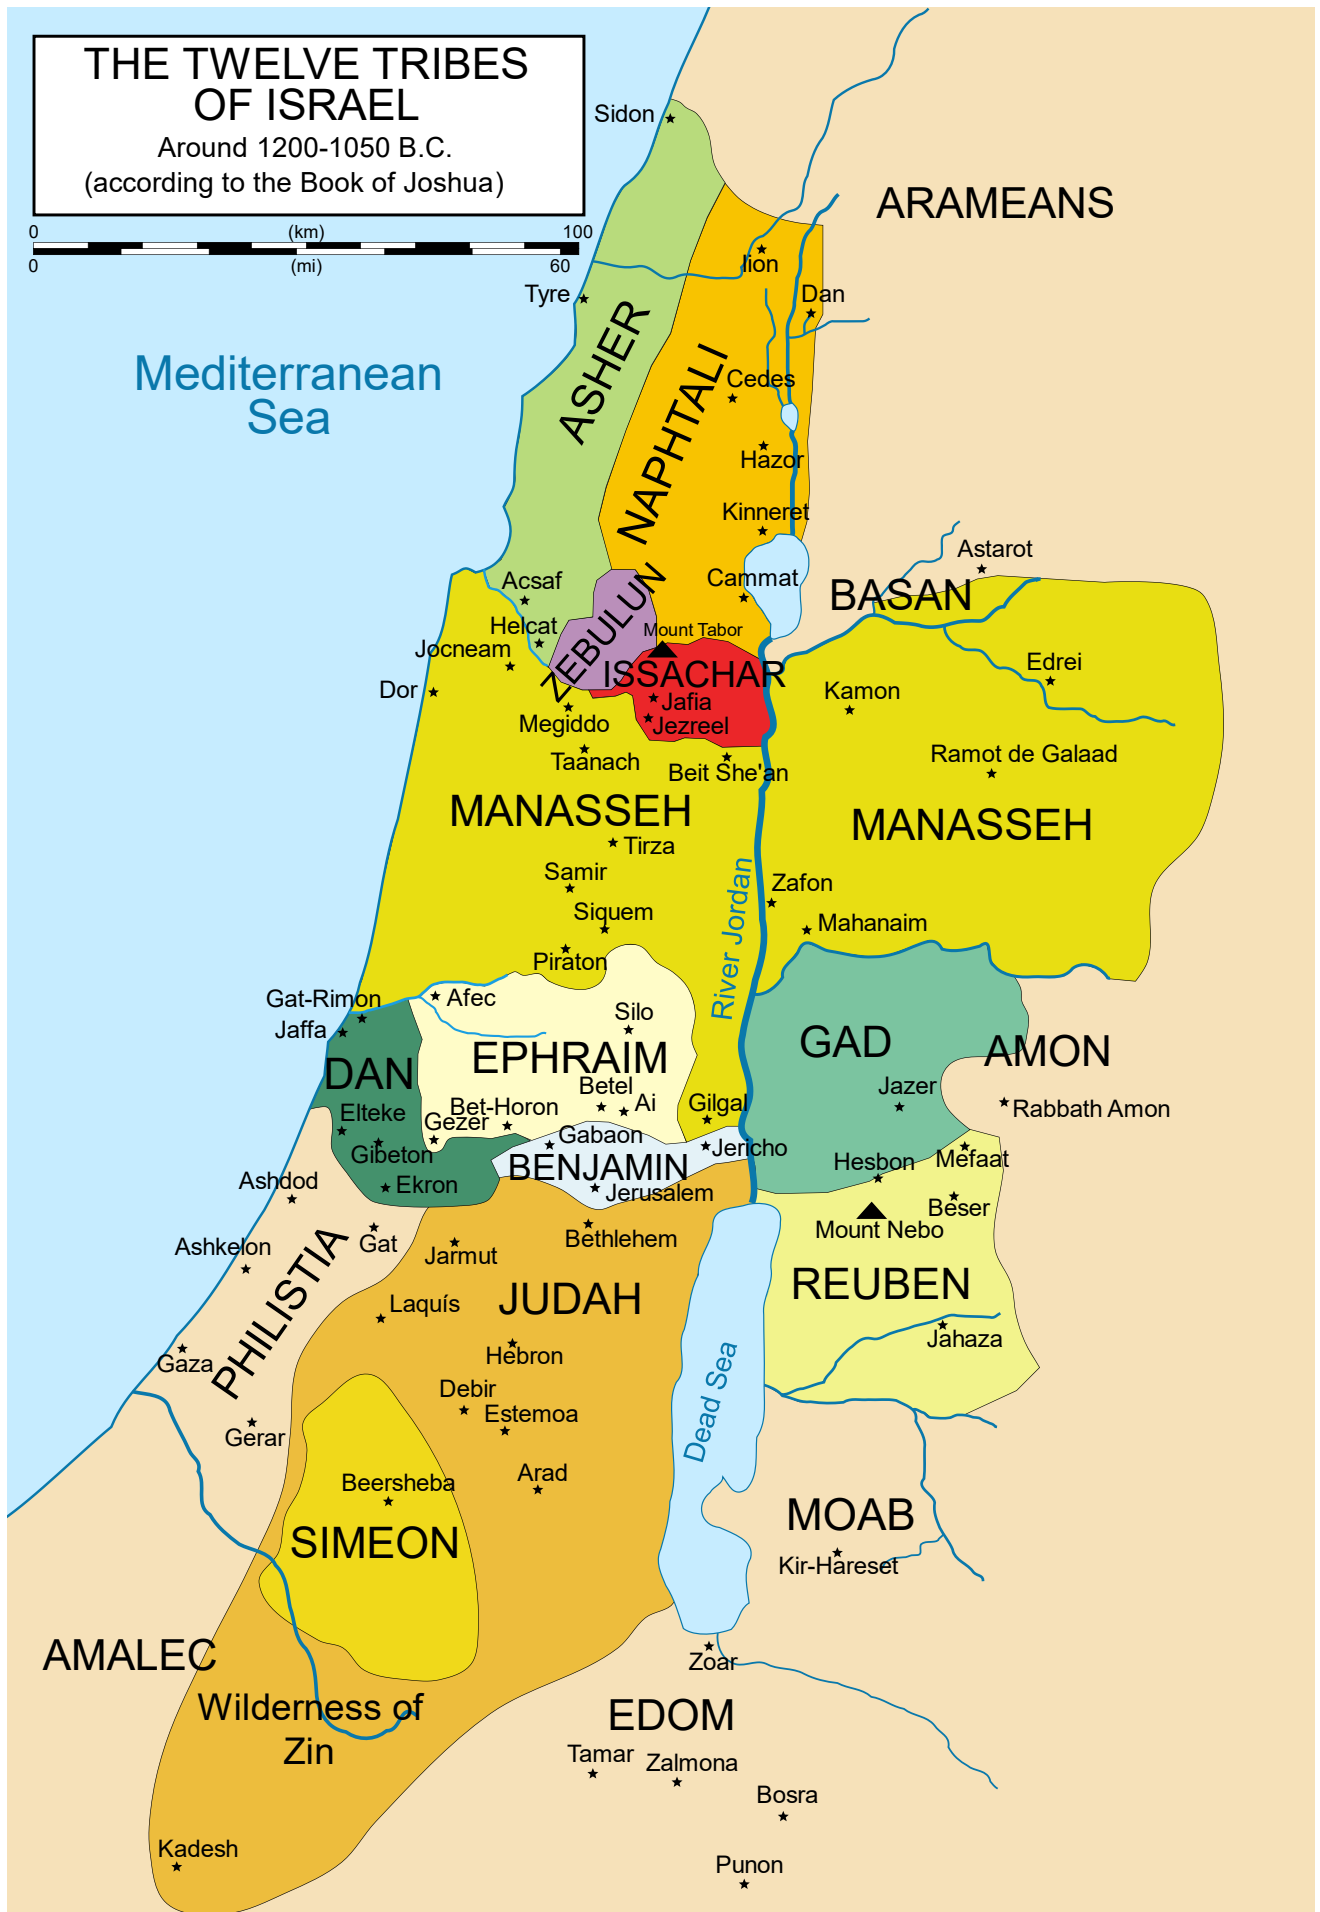 THE TWELVE TRIBES
OF ISRAEL
Around 1200-1050 B.C.
(according to the Book of Joshua)
0 (km) 100
0 (mi) 60
Sidon
ARAMEANS
Ijon
Tyre
Dan
ASHER
Mediterranean
Sea
NAPHTALI
Cedes
Hazor
Kinneret
Astarot
Acsaf
Cammat
BASAN
Helcat
ZEBULUN
Mount Tabor
Jocneam
ISSACHAR
Edrei
Dor
Jafia
Kamon
Megiddo
Jezreel
Taanach
Beit She'an
Ramot de Galaad
MANASSEH
MANASSEH
Tirza
Samir
Zafon
Siquem
River Jordan
Mahanaim
Piraton
Gat-Rimon
Afec
Jaffa
Silo
DAN
EPHRAIM
GAD
AMON
Betel
Jazer
Elteke
Bet-Horon
Ai
Gilgal
Rabbath Amon
Gezer
Gabaon
Gibeton
Jericho
BENJAMIN
Hesbon
Mefaat
Ashdod
Ekron
Jerusalem
Beser
Ashkelon
Gat
Jarmut
Bethlehem
Mount Nebo
PHILISTIA
Laquís
JUDAH
REUBEN
Gaza
Hebron
Jahaza
Debir
Dead Sea
Estemoa
Gerar
Beersheba
Arad
SIMEON
MOAB
Kir-Hareset
AMALEC
Zoar
Wilderness of
Zin
EDOM
Tamar
Zalmona
Bosra
Kadesh
Punon